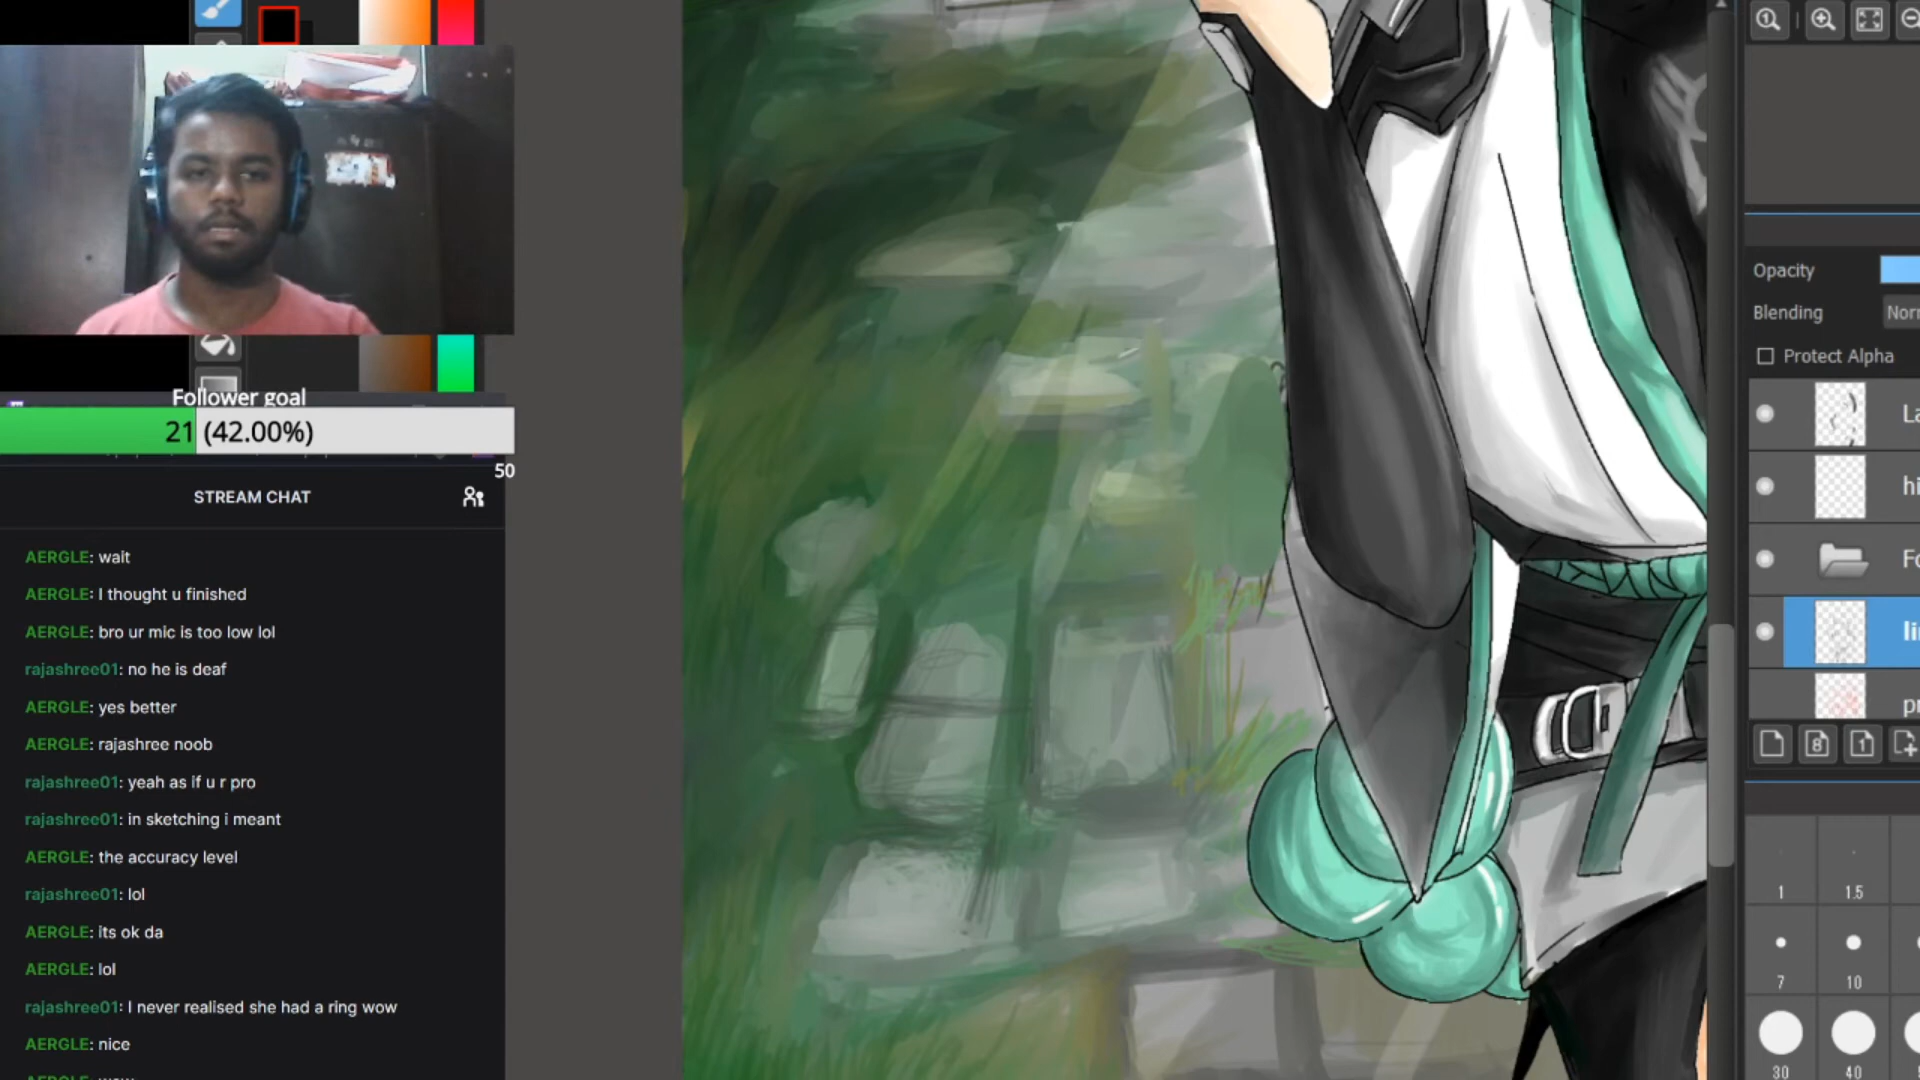 Follower goal
21 (42.00%)
50
STREAM CHAT
AERGLE: wait
AERGLE: I thought u finished
AERGLE: bro ur mic is too low lol
rajashree01: no he is deaf
AERGLE: yes better
AERGLE: rajashree noob
rajashree01: yeah as if u r pro
rajashree01: in sketching i meant
AERGLE: the accuracy level
rajashree01: lol
AERGLE: its ok da
AERGLE: lol
rajashree01: I never realised she had a ring wow
AERGLE: nice
Opacity
Blending
Protect Alpha
8
1
1 1.5
7 10
30 40